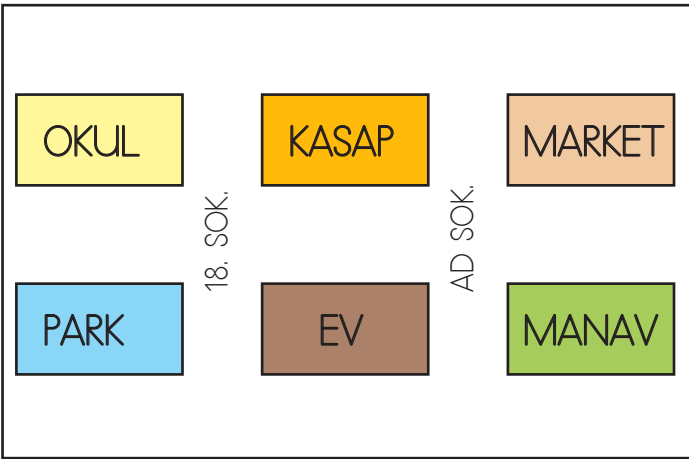 OKUL
KASAP
MARKET
18. SOK.
AD SOK.
PARK
EV
MANAV